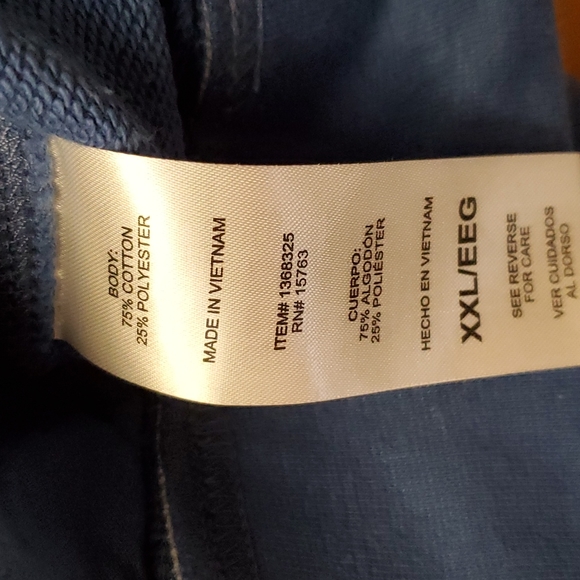 BODY:
75% COTTON
25% POLYESTER
MADE IN VIETNAM
ITEM# 1368325
RN# 15763
CUERPO:
75% ALGODÓN
25% POLIÉSTER
HECHO EN VIETNAM
XXL/EEG
SEE REVERSE
FOR CARE
VER CUIDADOS
AL DORSO